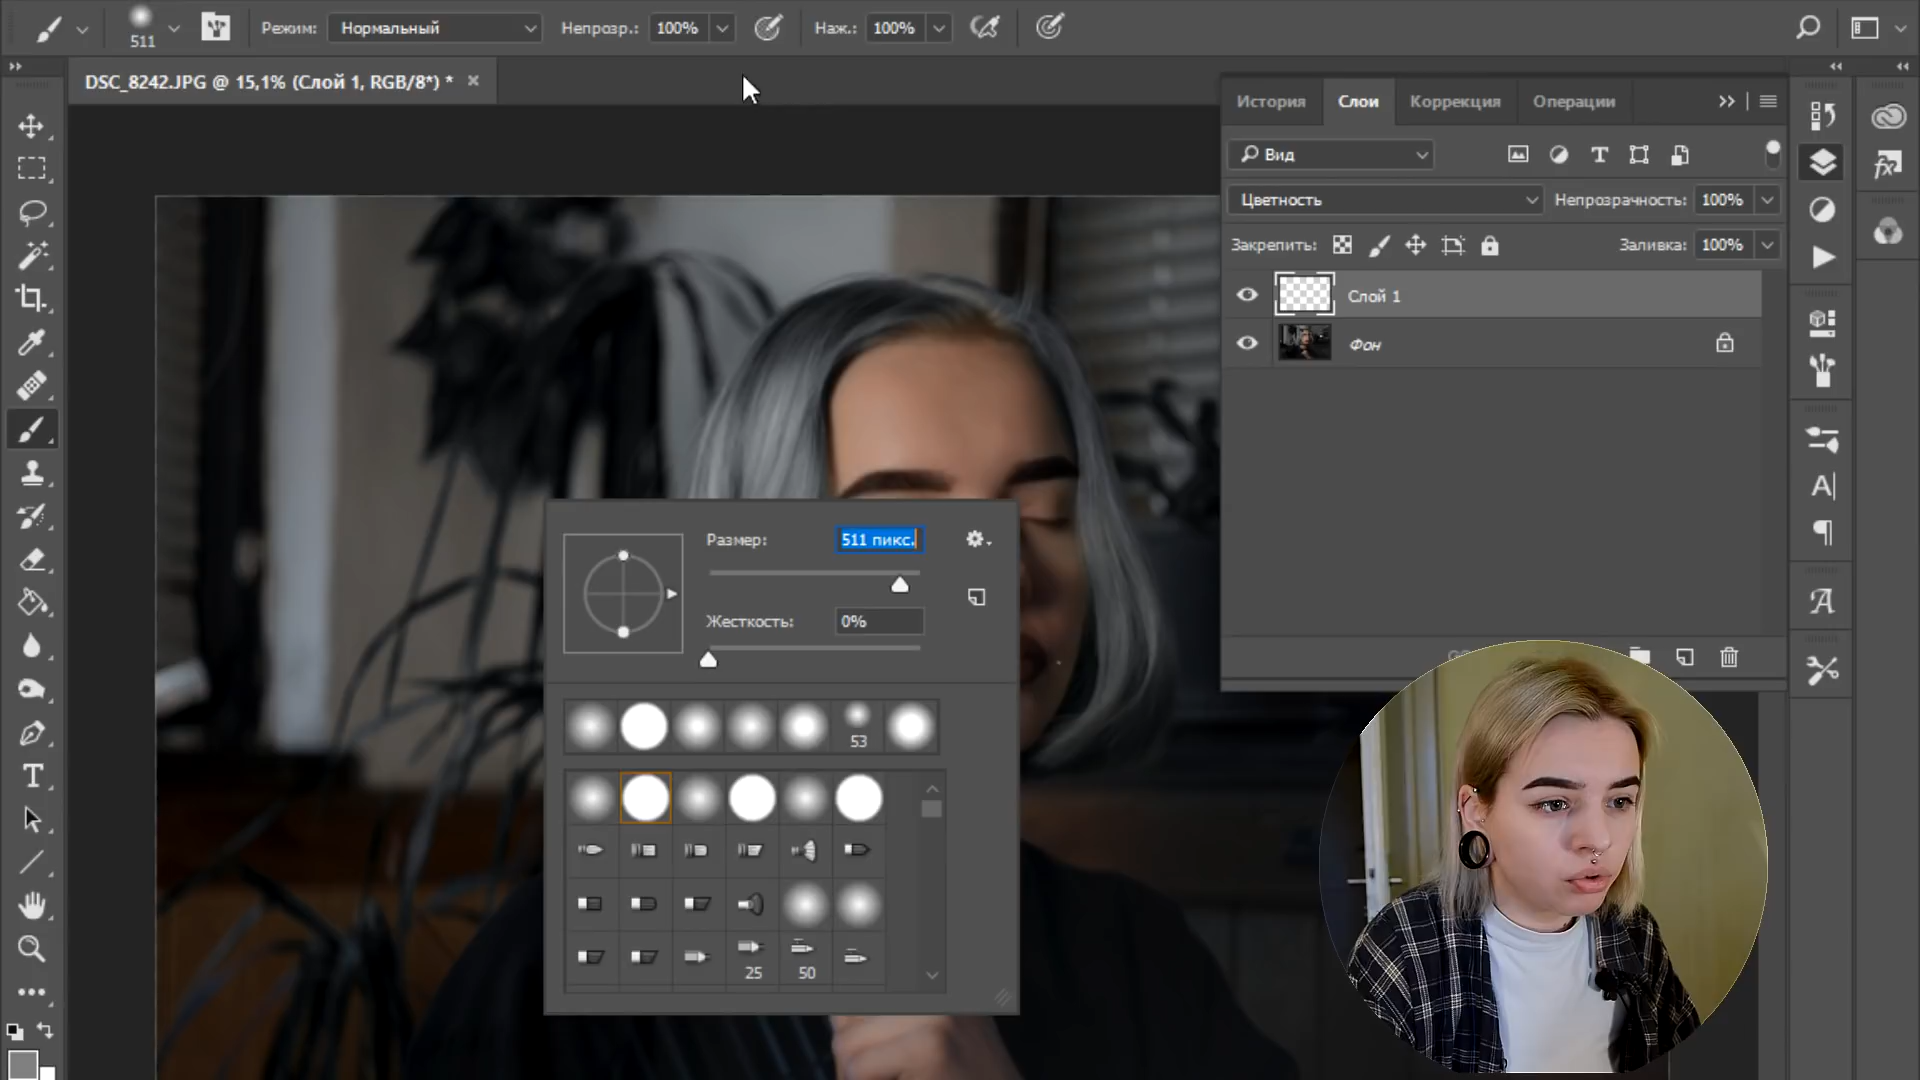 511
Режим:
Нормальный
Непрозр.:
100%
Наж.:
100%
DSC_8242.JPG @ 15,1% (Слой 1, RGB/8*) *
История
Слои
Коррекция
Операции
Вид
Цветность
Непрозрачность:
100%
Закрепить:
Заливка:
100%
Слой 1
Фон
Размер:
511 пикс.
Жесткость:
0%
53
25
50